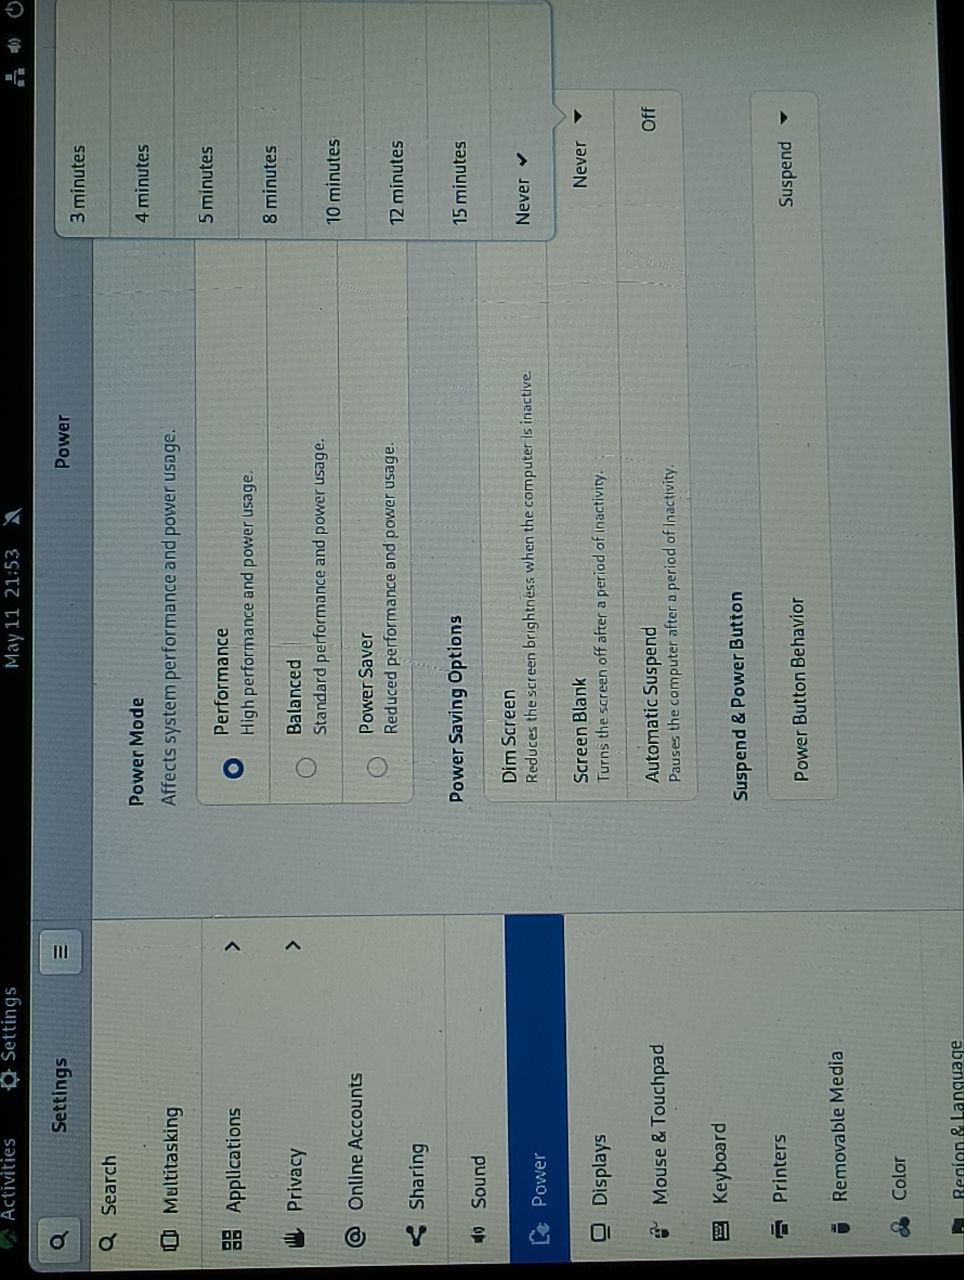 Activities
Settings
May 11 21:53
Settings
Power
Search
Multitasking
Applications
Privacy
Online Accounts
Sharing
Sound
Power
Displays
Mouse & Touchpad
Keyboard
Printers
Removable Media
Color
Region & Language
Power Mode
Affects system performance and power usage.
Performance
High performance and power usage.
Balanced
Standard performance and power usage.
Power Saver
Reduced performance and power usage.
Power Saving Options
Dim Screen
Reduces the screen brightness when the computer is inactive.
Screen Blank
Turns the screen off after a period of inactivity.
Never
Automatic Suspend
Pauses the computer after a period of inactivity.
Off
Suspend & Power Button
Power Button Behavior
Suspend
3 minutes
4 minutes
5 minutes
8 minutes
10 minutes
12 minutes
15 minutes
Never